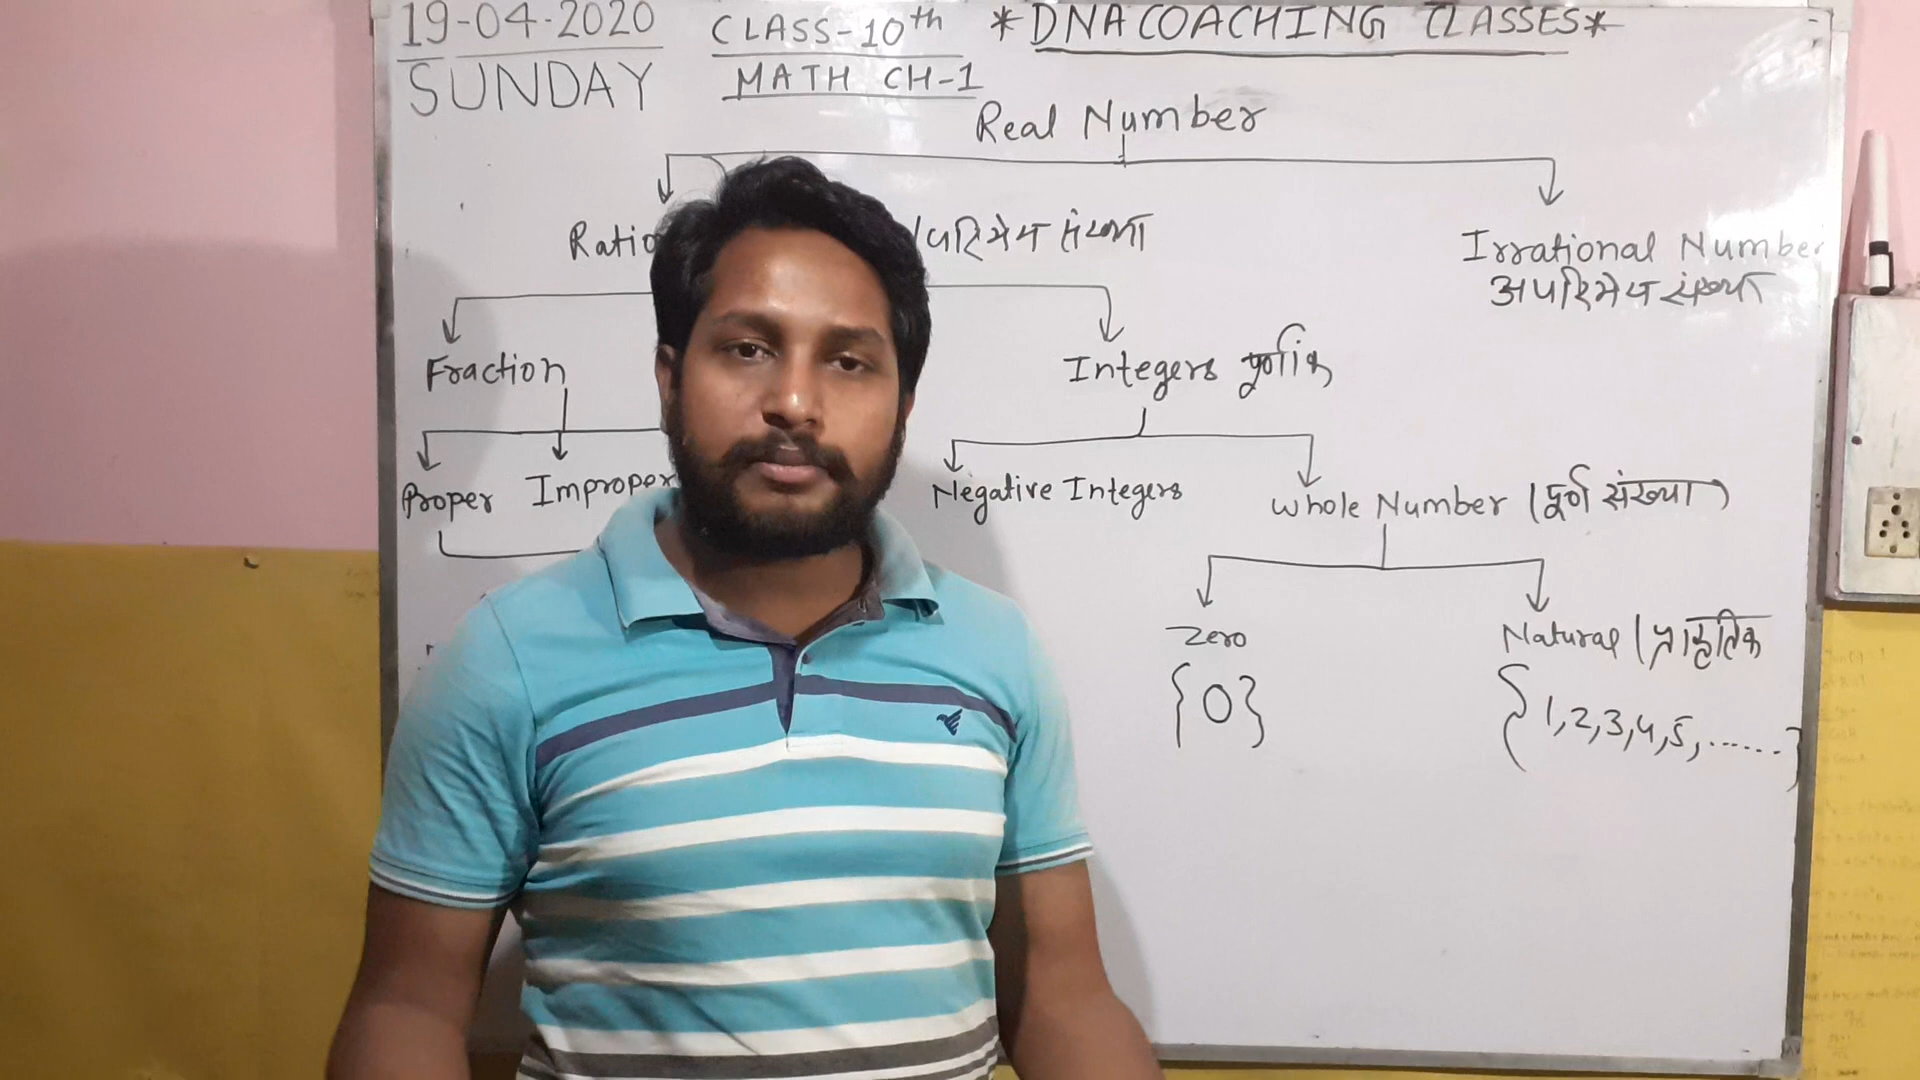 19-04-2020 CLASS-10th *DNA COACHING CLASSES*
SUNDAY MATH CH-1
Real Number
Ratio /परिमेय संख्या Irrational Number
अपरिमेय संख्या
Fraction Integers पूर्णांक
Proper Improper Negative Integers Whole Number (पूर्ण संख्या)
Zero Natural (प्राकृतिक
{0} {1,2,3,4,5,......}